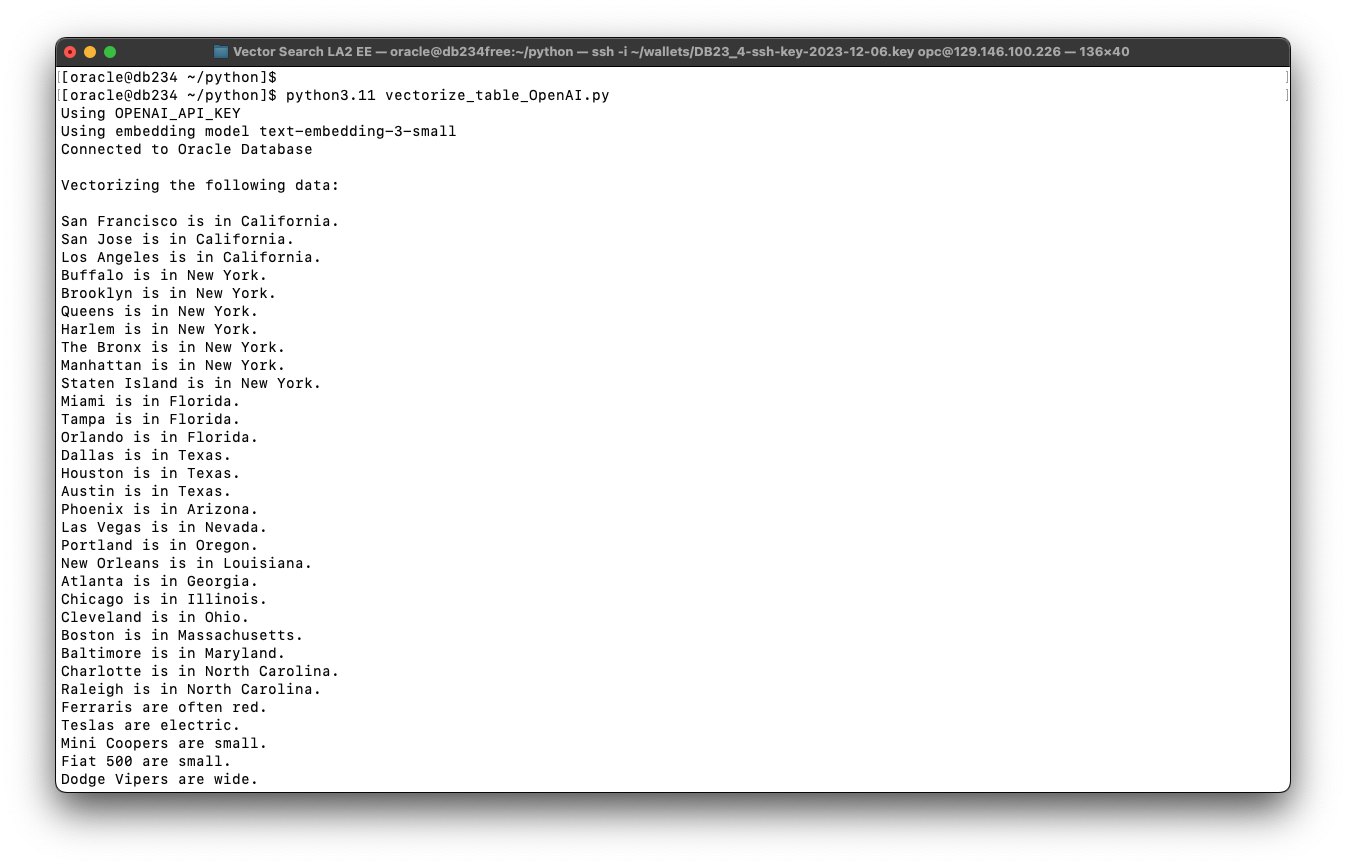 Vector Search LA2 EE — oracle@db234free:~/python — ssh -i ~/wallets/DB23_4-ssh-key-2023-12-06.key opc@129.146.100.226 — 136×40
[[oracle@db234 ~/python]$ ]
[[oracle@db234 ~/python]$ python3.11 vectorize_table_OpenAI.py ]
Using OPENAI_API_KEY
Using embedding model text-embedding-3-small
Connected to Oracle Database
Vectorizing the following data:
San Francisco is in California.
San Jose is in California.
Los Angeles is in California.
Buffalo is in New York.
Brooklyn is in New York.
Queens is in New York.
Harlem is in New York.
The Bronx is in New York.
Manhattan is in New York.
Staten Island is in New York.
Miami is in Florida.
Tampa is in Florida.
Orlando is in Florida.
Dallas is in Texas.
Houston is in Texas.
Austin is in Texas.
Phoenix is in Arizona.
Las Vegas is in Nevada.
Portland is in Oregon.
New Orleans is in Louisiana.
Atlanta is in Georgia.
Chicago is in Illinois.
Cleveland is in Ohio.
Boston is in Massachusetts.
Baltimore is in Maryland.
Charlotte is in North Carolina.
Raleigh is in North Carolina.
Ferraris are often red.
Teslas are electric.
Mini Coopers are small.
Fiat 500 are small.
Dodge Vipers are wide.